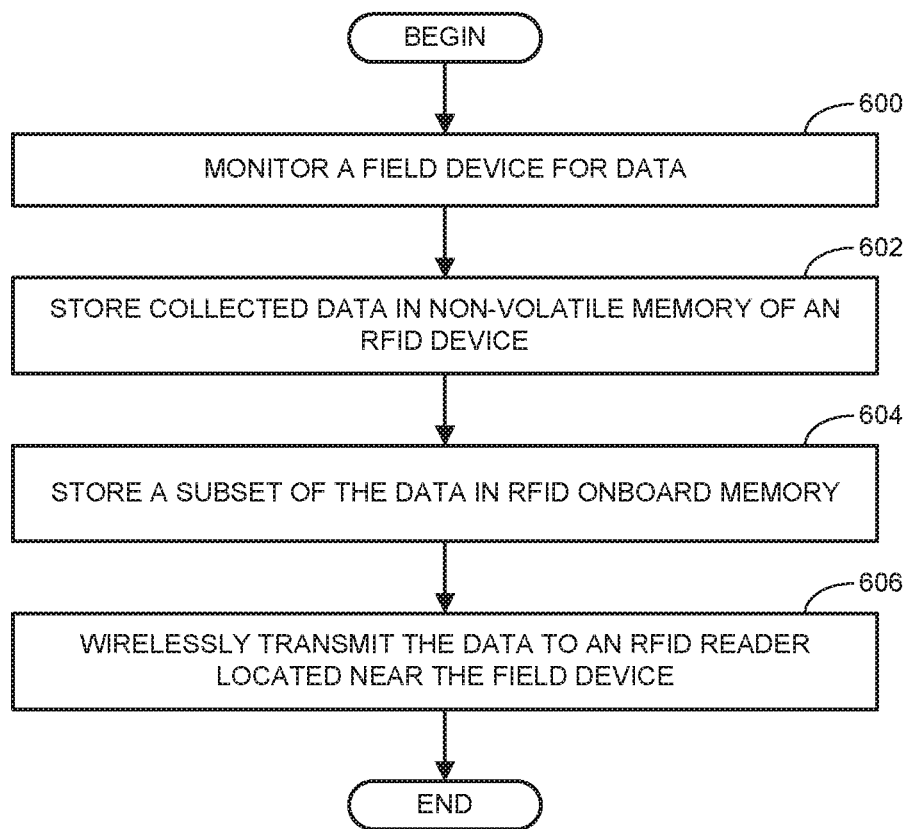 BEGIN
600
MONITOR A FIELD DEVICE FOR DATA
602
STORE COLLECTED DATA IN NON-VOLATILE MEMORY OF AN
RFID DEVICE
604
STORE A SUBSET OF THE DATA IN RFID ONBOARD MEMORY
606
WIRELESSLY TRANSMIT THE DATA TO AN RFID READER
LOCATED NEAR THE FIELD DEVICE
END